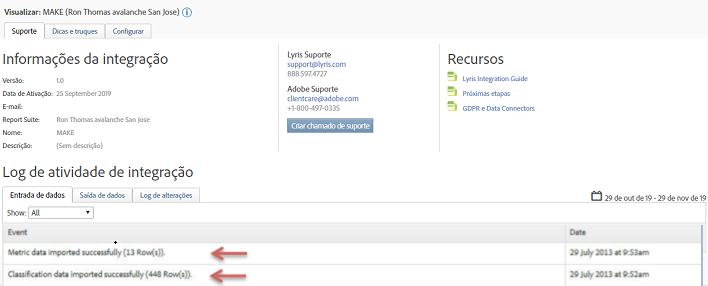 Visualizar: MAKE (Ron Thomas avalanche San Jose)
Suporte Dicas e truques Configurar
Informações da integração
Versão: 1.0
Data de Ativação: 25 September 2019
E-mail:
Report Suite: Ron Thomas avalanche San Jose
Nome: MAKE
Descrição: (Sem descrição)
Lyris Suporte
support@lyris.com
888.597.4727
Adobe Suporte
clientcare@adobe.com
+1-800-497-0335
Criar chamado de suporte
Recursos
Lyris Integration Guide
Próximas etapas
GDPR e Data Connectors
Log de atividade de integração
Entrada de dados Saída de dados Log de alterações
29 de out de 19 - 29 de nov de 19
Show: All
Event Date
Metric data imported successfully (13 Row(s)). 29 July 2013 at 9:53am
Classification data imported successfully (448 Row(s)). 29 July 2013 at 9:52am